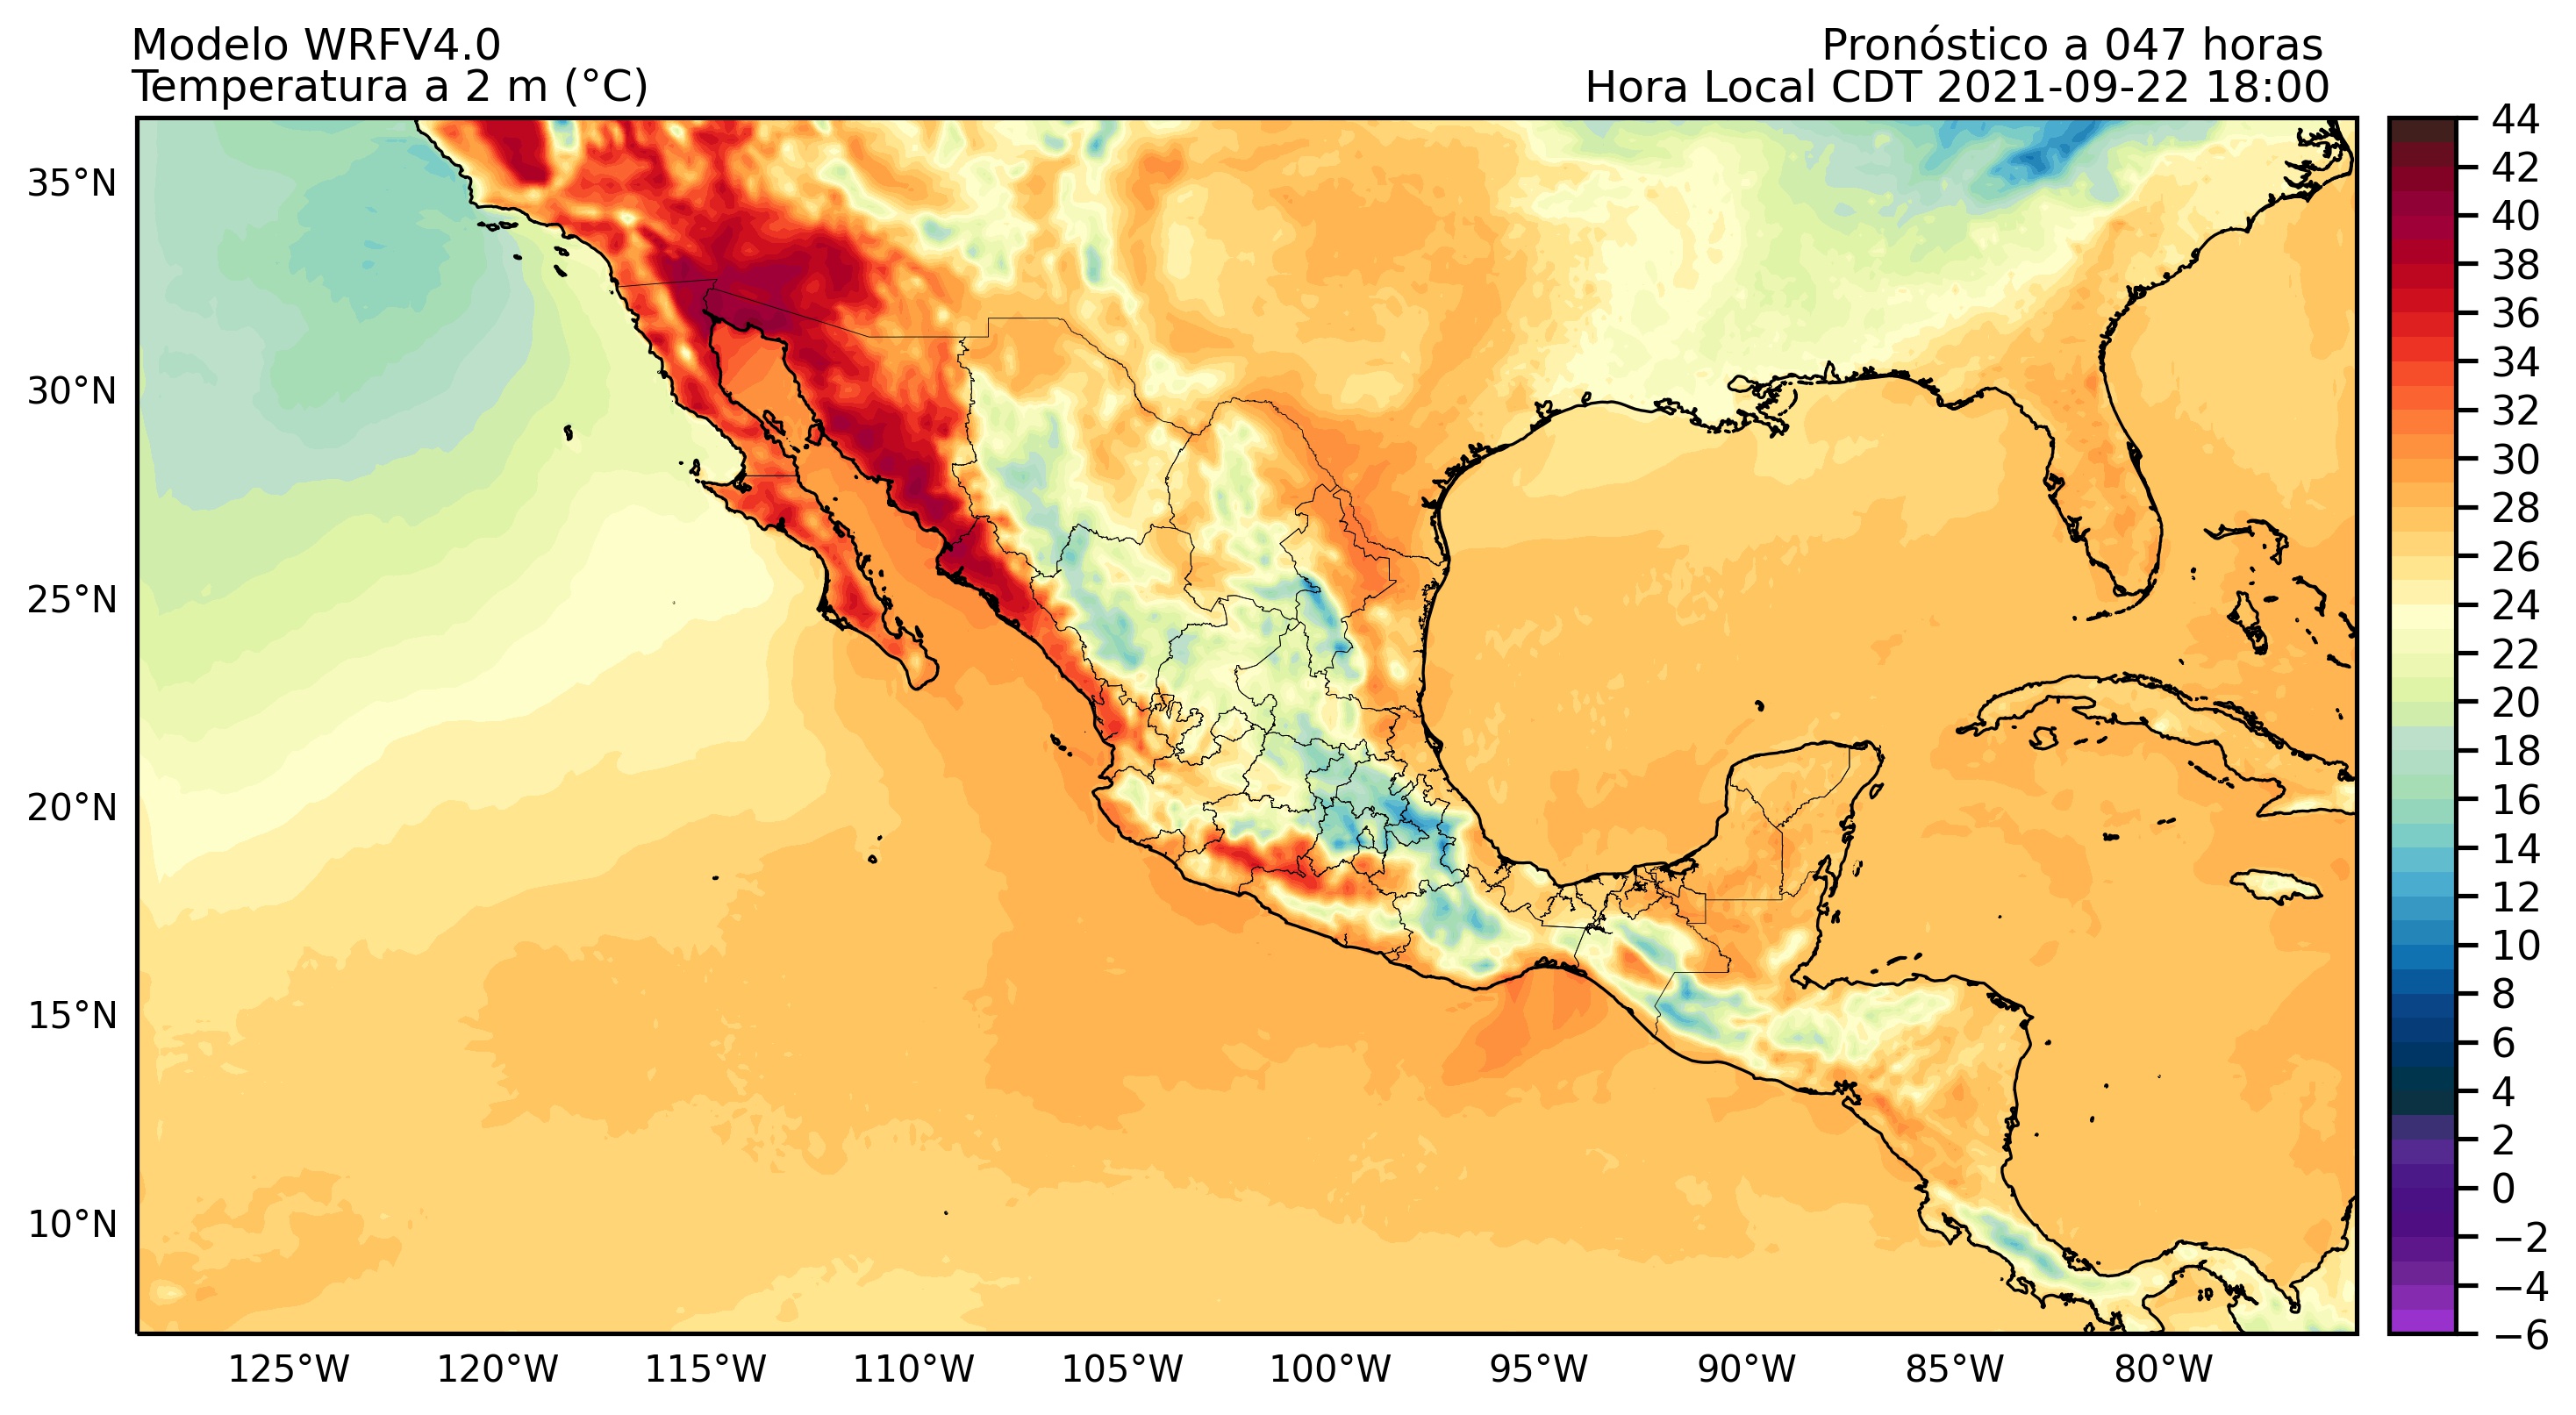 Modelo WRFV4.0
Temperatura a 2 m (°C)
Pronóstico a 047 horas
Hora Local CDT 2021-09-22 18:00
35°N
30°N
25°N
20°N
15°N
10°N
125°W
120°W
115°W
110°W
105°W
100°W
95°W
90°W
85°W
80°W
44
42
40
38
36
34
32
30
28
26
24
22
20
18
16
14
12
10
8
6
4
2
0
−2
−4
−6